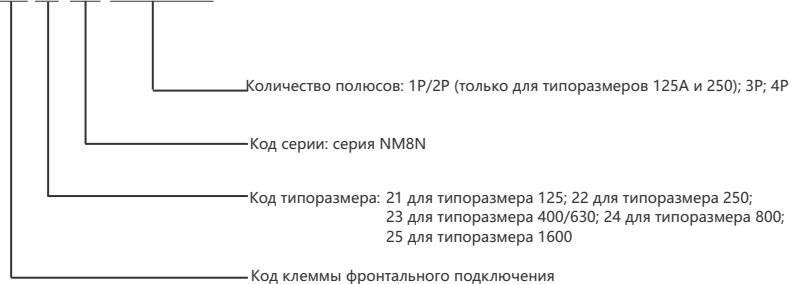 Количество полюсов: 1P/2P (только для типоразмеров 125А и 250); 3P; 4P
Код серии: серия NM8N
Код типоразмера: 21 для типоразмера 125; 22 для типоразмера 250;
23 для типоразмера 400/630; 24 для типоразмера 800;
25 для типоразмера 1600
Код клеммы фронтального подключения